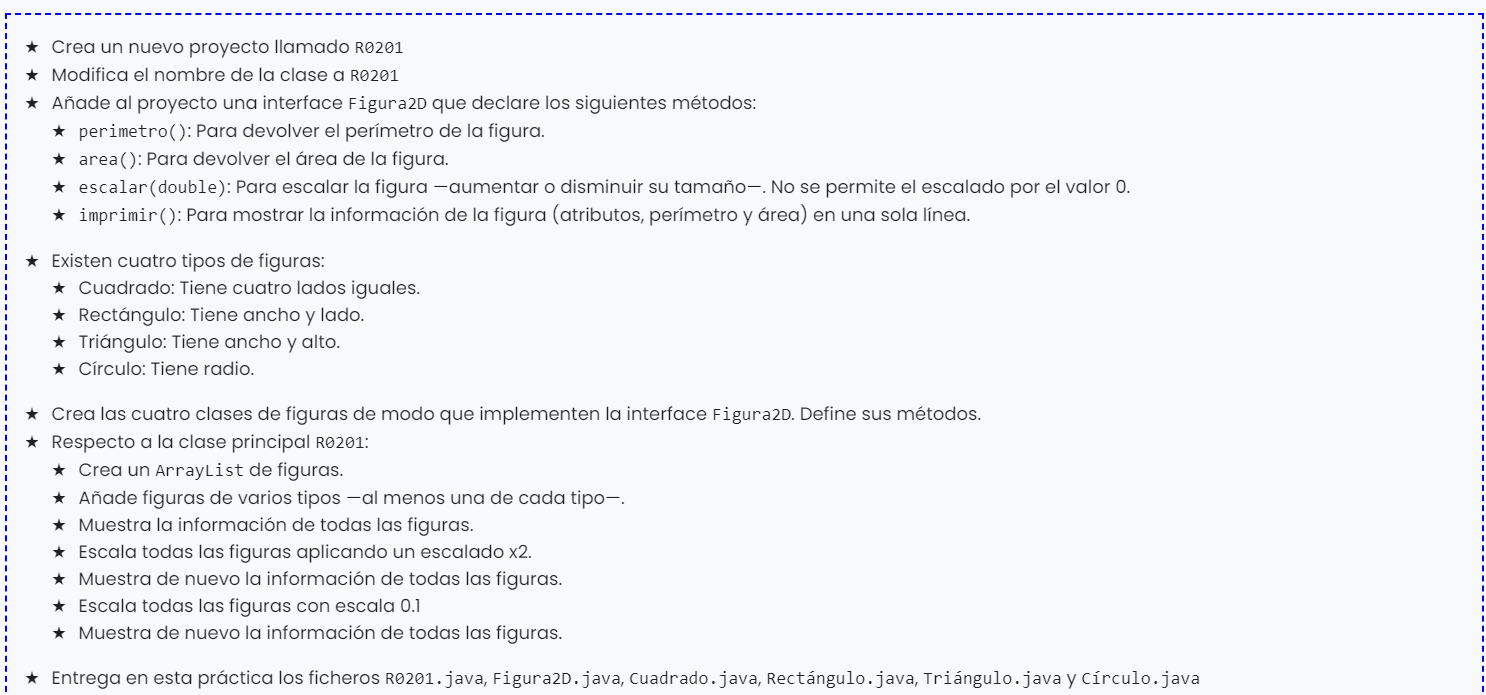 ★ Crea un nuevo proyecto llamado R0201
★ Modifica el nombre de la clase a R0201
★ Añade al proyecto una interface Figura2D que declare los siguientes métodos:
★ perimetro(): Para devolver el perímetro de la figura.
★ area(): Para devolver el área de la figura.
★ escalar(double): Para escalar la figura —aumentar o disminuir su tamaño—. No se permite el escalado por el valor 0.
★ imprimir(): Para mostrar la información de la figura (atributos, perímetro y área) en una sola línea.
★ Existen cuatro tipos de figuras:
★ Cuadrado: Tiene cuatro lados iguales.
★ Rectángulo: Tiene ancho y lado.
★ Triángulo: Tiene ancho y alto.
★ Círculo: Tiene radio.
★ Crea las cuatro clases de figuras de modo que implementen la interface Figura2D. Define sus métodos.
★ Respecto a la clase principal R0201:
★ Crea un ArrayList de figuras.
★ Añade figuras de varios tipos —al menos una de cada tipo—.
★ Muestra la información de todas las figuras.
★ Escala todas las figuras aplicando un escalado x2.
★ Muestra de nuevo la información de todas las figuras.
★ Escala todas las figuras con escala 0.1
★ Muestra de nuevo la información de todas las figuras.
★ Entrega en esta práctica los ficheros R0201.java, Figura2D.java, Cuadrado.java, Rectángulo.java, Triángulo.java y Círculo.java